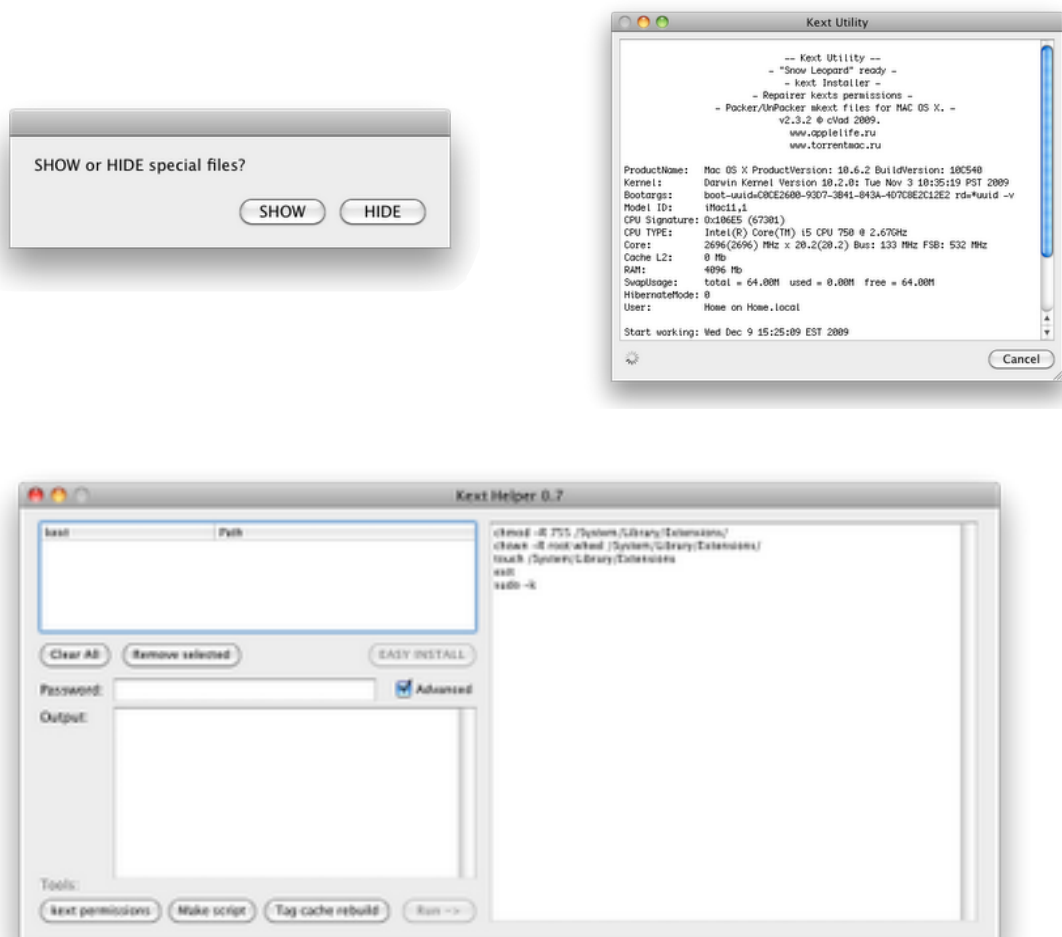 SHOW or HIDE special files?
SHOW HIDE
Kext Utility
-- Kext Utility --
- "Snow Leopard" ready -
- kext Installer -
- Repairer kexts permissions -
- Packer/UnPacker mkext files for MAC OS X. -
v2.3.2 © cVad 2009.
www.applelife.ru
www.torrentmac.ru
ProductName: Mac OS X ProductVersion: 10.6.2 BuildVersion: 10C540
Kernel: Darwin Kernel Version 10.2.0: Tue Nov 3 10:35:19 PST 2009
Bootargs: boot-uuid=C0CE2600-93D7-3B41-843A-4D7C8E2C12E2 rd=*uuid -v
Model ID: iMac11,1
CPU Signature: 0x106E5 (67301)
CPU TYPE: Intel(R) Core(TM) i5 CPU 750 @ 2.67GHz
Core: 2696(2696) MHz x 20.2(20.2) Bus: 133 MHz FSB: 532 MHz
Cache L2: 0 Mb
RAM: 4096 Mb
SwapUsage: total = 64.00M used = 0.00M free = 64.00M
HibernateMode: 0
User: Home on Home.local
Start working: Wed Dec 9 15:25:09 EST 2009
Cancel
Kext Helper 0.7
kext Path
Clear All Remove selected EASY INSTALL
Password: Advanced
Output:
Tools:
kext permissions Make script Tag cache rebuild Run ->
chmod -R 755 /System/Library/Extensions/
chown -R root:wheel /System/Library/Extensions/
touch /System/Library/Extensions
exit
sudo -k